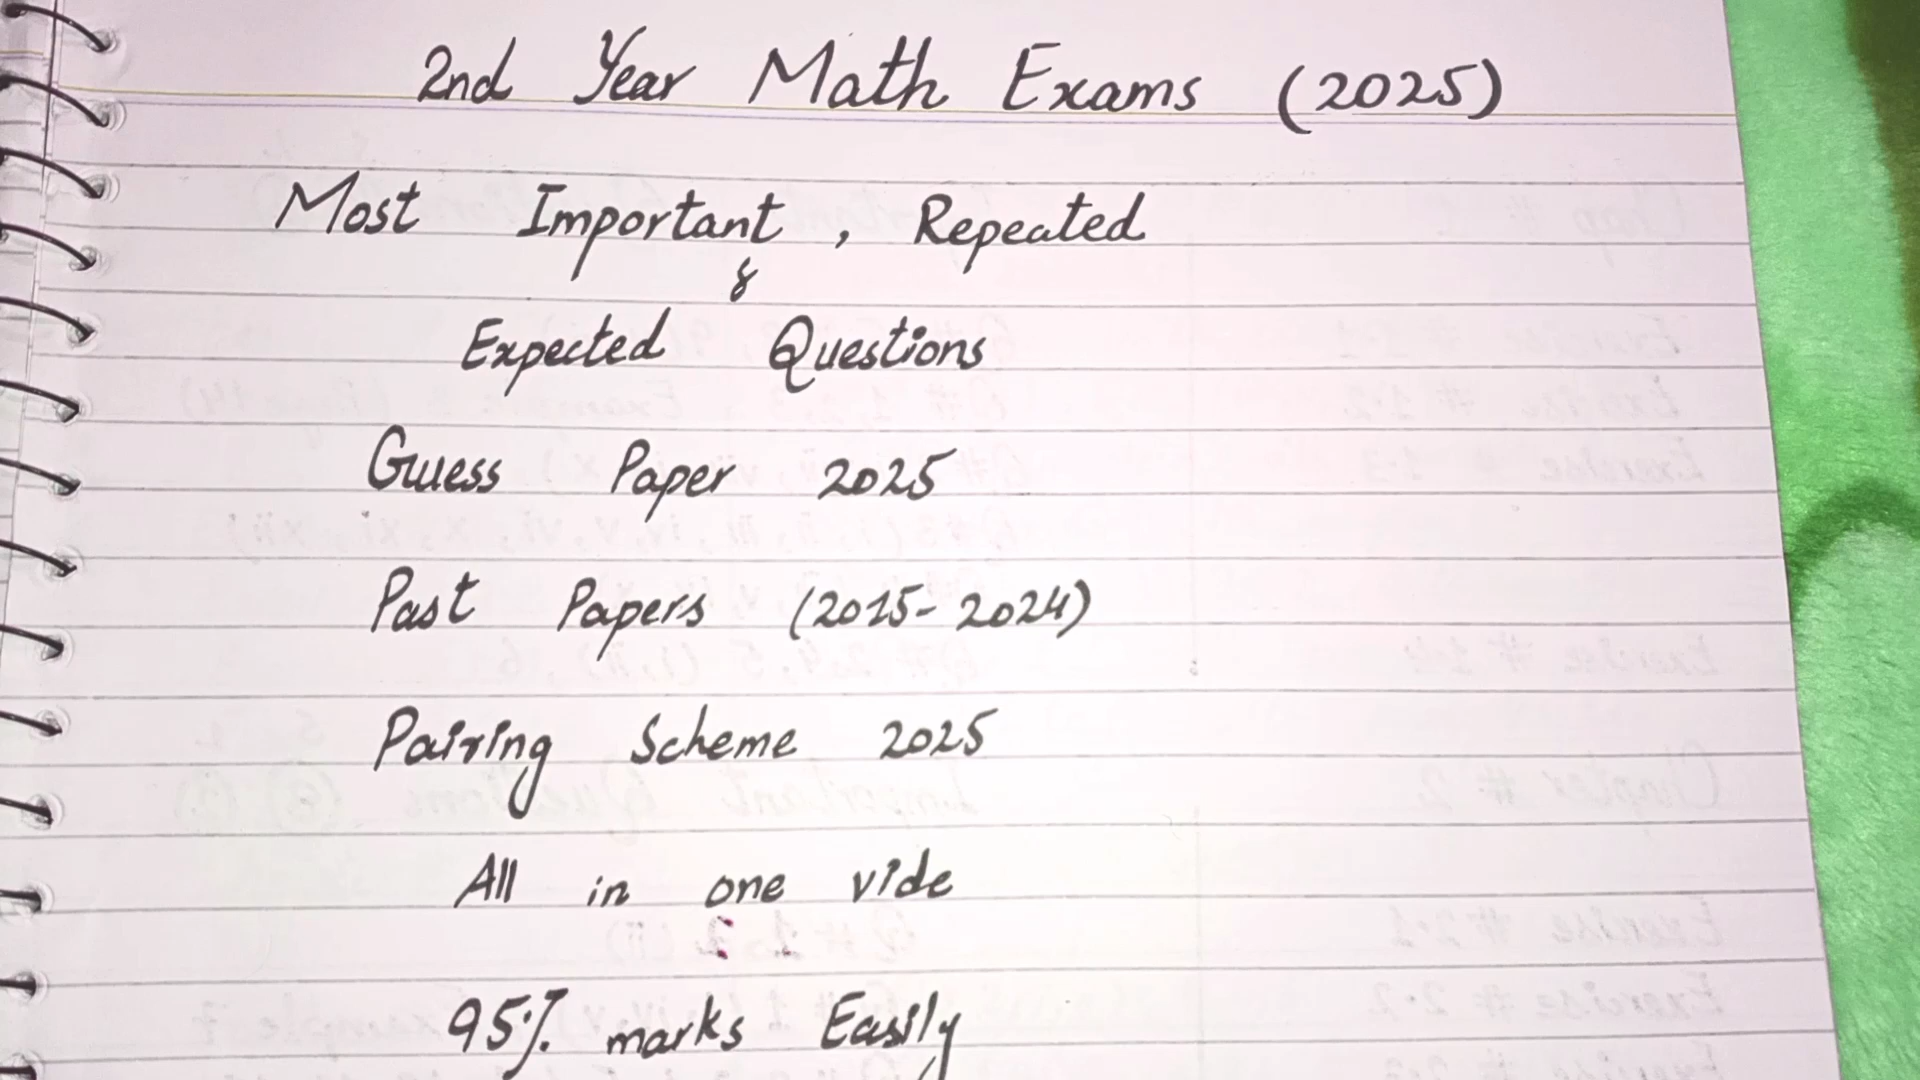 2nd Year Math Exams (2025)
Most Important, Repeated
&
Expected Questions
Guess Paper 2025
Past Papers (2015-2024)
Pairing Scheme 2025
All in one vide
95% marks Easily